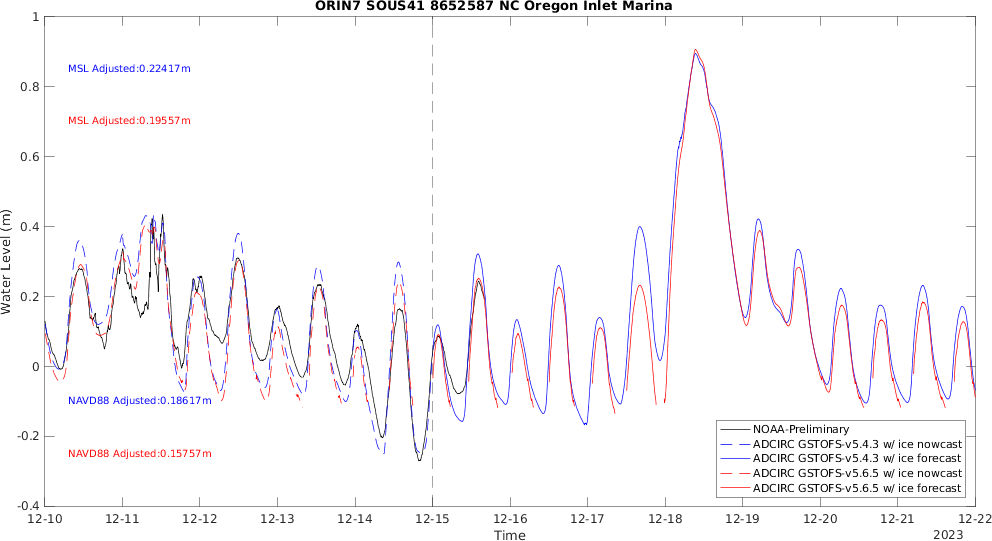 ORIN7 SOUS41 8652587 NC Oregon Inlet Marina
1
0.8
0.6
0.4
0.2
0
-0.2
-0.4
Water Level (m)
MSL Adjusted:0.22417m
MSL Adjusted:0.19557m
NAVD88 Adjusted:0.18617m
NAVD88 Adjusted:0.15757m
NOAA-Preliminary
ADCIRC GSTOFS-v5.4.3 w/ ice nowcast
ADCIRC GSTOFS-v5.4.3 w/ ice forecast
ADCIRC GSTOFS-v5.6.5 w/ ice nowcast
ADCIRC GSTOFS-v5.6.5 w/ ice forecast
12-10 12-11 12-12 12-13 12-14 12-15 12-16 12-17 12-18 12-19 12-20 12-21 12-22
Time
2023